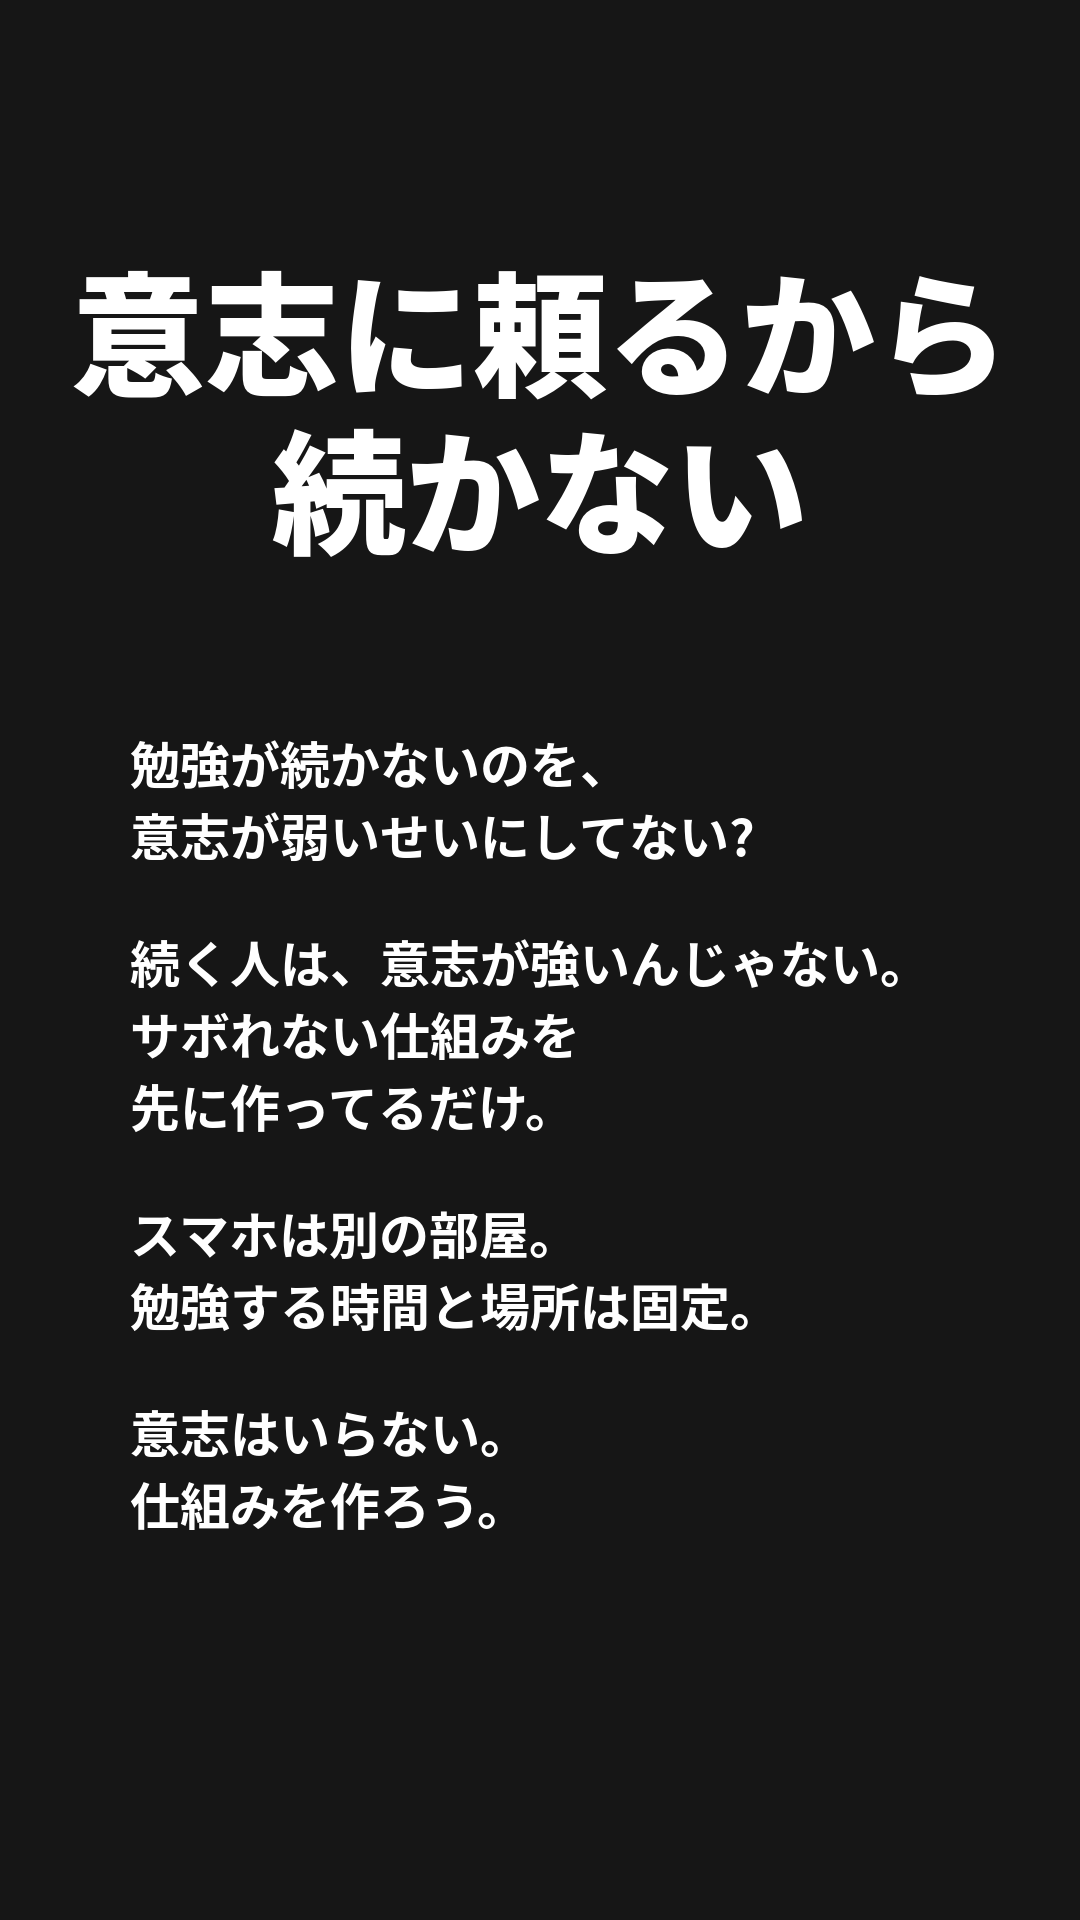 意志に頼るから
続かない
勉強が続かないのを、
意志が弱いせいにしてない?
続く人は、意志が強いんじゃない。
サボれない仕組みを
先に作ってるだけ。
スマホは別の部屋。
勉強する時間と場所は固定。
意志はいらない。
仕組みを作ろう。